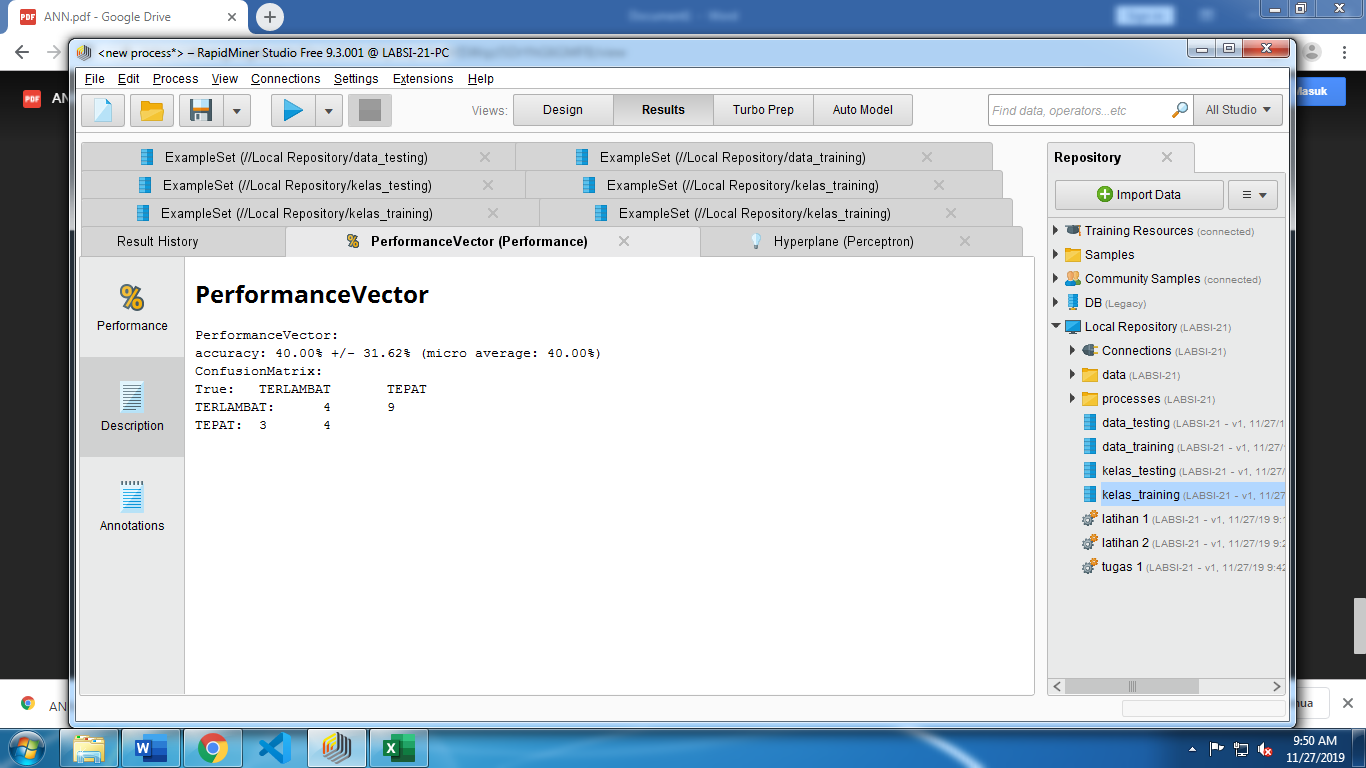 ANN.pdf - Google Drive
<new process*> – RapidMiner Studio Free 9.3.001 @ LABSI-21-PC
File Edit Process View Connections Settings Extensions Help
Views: Design Results Turbo Prep Auto Model Find data, operators...etc All Studio
AN
Masuk
ExampleSet (//Local Repository/data_testing) ExampleSet (//Local Repository/data_training)
ExampleSet (//Local Repository/kelas_testing) ExampleSet (//Local Repository/kelas_training)
ExampleSet (//Local Repository/kelas_training) ExampleSet (//Local Repository/kelas_training)
Result History PerformanceVector (Performance) Hyperplane (Perceptron)
Performance
Description
Annotations
PerformanceVector
PerformanceVector:
accuracy: 40.00% +/- 31.62% (micro average: 40.00%)
ConfusionMatrix:
True: TERLAMBAT TEPAT
TERLAMBAT: 4 9
TEPAT: 3 4
Repository
Import Data
Training Resources (connected)
Samples
Community Samples (connected)
DB (Legacy)
Local Repository (LABSI-21)
Connections (LABSI-21)
data (LABSI-21)
processes (LABSI-21)
data_testing (LABSI-21 - v1, 11/27/1
data_training (LABSI-21 - v1, 11/27/
kelas_testing (LABSI-21 - v1, 11/27/
kelas_training (LABSI-21 - v1, 11/27
latihan 1 (LABSI-21 - v1, 11/27/19 9:1
latihan 2 (LABSI-21 - v1, 11/27/19 9:2
tugas 1 (LABSI-21 - v1, 11/27/19 9:42
AN
nua
9:50 AM
11/27/2019